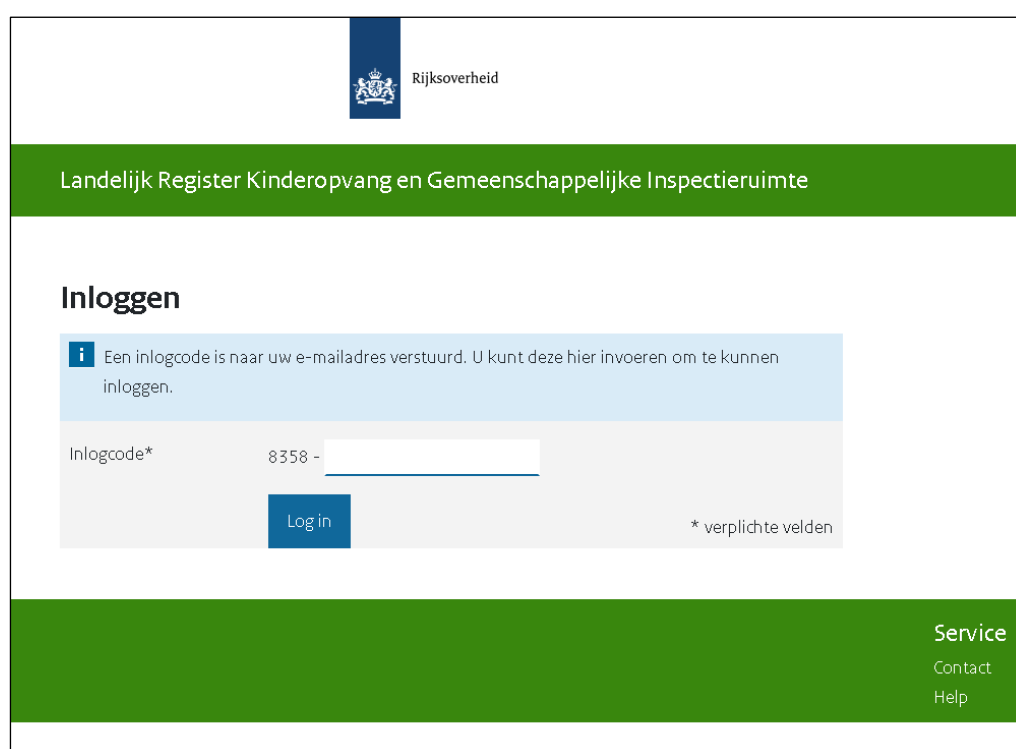 Rijksoverheid
Landelijk Register Kinderopvang en Gemeenschappelijke Inspectieruimte
Inloggen
i Een inlogcode is naar uw e-mailadres verstuurd. U kunt deze hier invoeren om te kunnen
inloggen.
Inlogcode* 8358 -
Log in
* verplichte velden
Service
Contact
Help